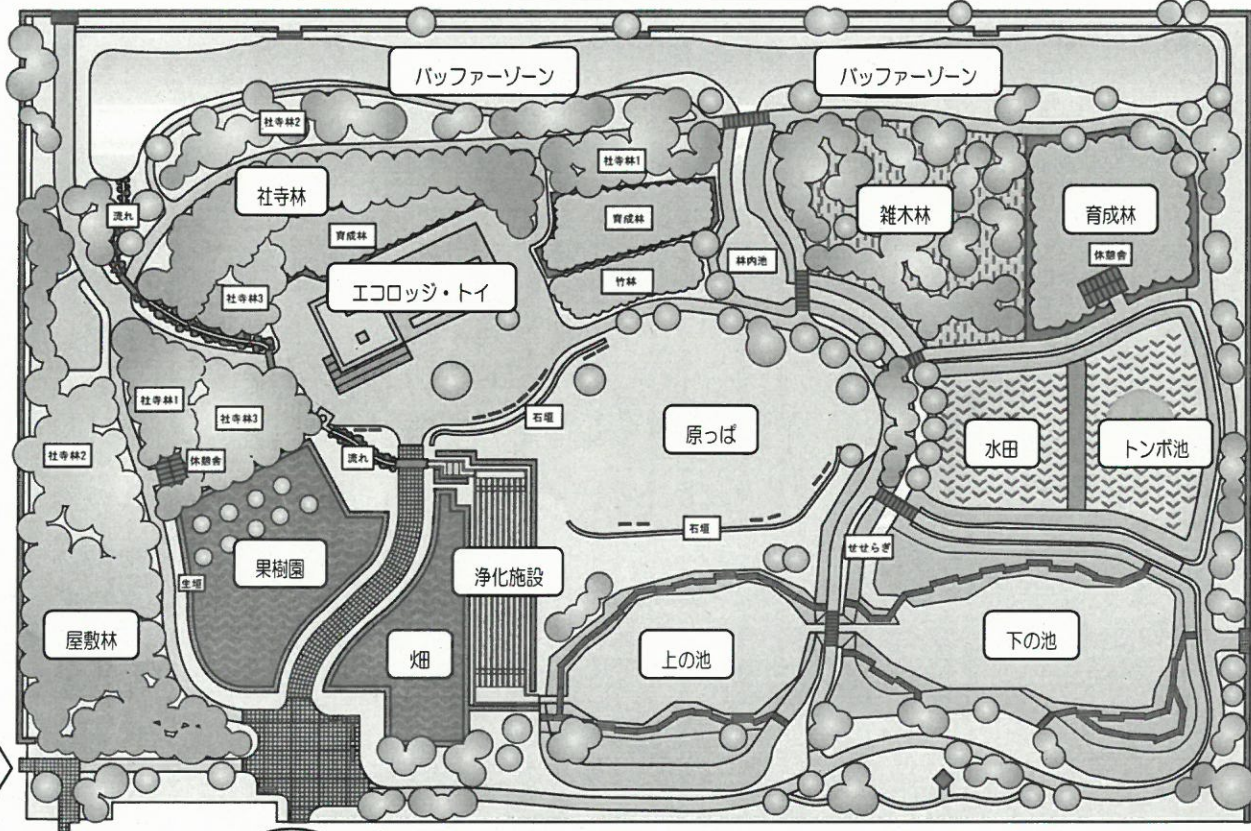 バッファーゾーン
バッファーゾーン
社寺林2
社寺林1
社寺林
育成林
雑木林
育成林
流れ
育成林
休憩舎
林内池
竹林
エコロッジ・トイ
社寺林3
社寺林1
社寺林3
石垣
原っぱ
水田
トンボ池
社寺林2
休憩舎
流れ
石垣
せせらぎ
果樹園
浄化施設
生垣
屋敷林
畑
上の池
下の池